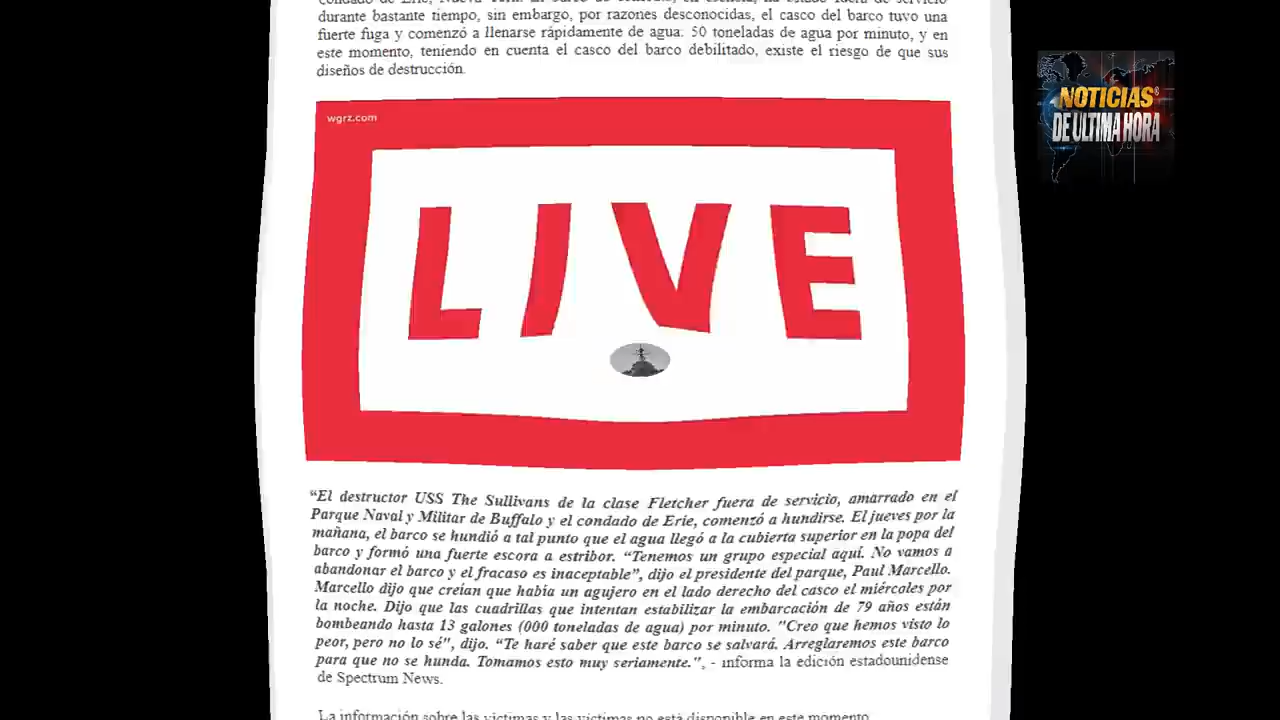 durante bastante tiempo, sin embargo, por razones desconocidas, el casco del barco tuvo una
fuerte fuga y comenzó a llenarse rápidamente de agua: 50 toneladas de agua por minuto, y en
este momento, teniendo en cuenta el casco del barco debilitado, existe el riesgo de que sus
diseños de destrucción.
wgrz.com
NOTICIAS
DE ULTIMA HORA
LIVE
“El destructor USS The Sullivans de la clase Fletcher fuera de servicio, amarrado en el
Parque Naval y Militar de Buffalo y el condado de Erie, comenzó a hundirse. El jueves por la
mañana, el barco se hundió a tal punto que el agua llegó a la cubierta superior en la popa del
barco y formó una fuerte escora a estribor. “Tenemos un grupo especial aquí. No vamos a
abandonar el barco y el fracaso es inaceptable”, dijo el presidente del parque, Paul Marcello.
Marcello dijo que creían que había un agujero en el lado derecho del casco el miércoles por
la noche. Dijo que las cuadrillas que intentan estabilizar la embarcación de 79 años están
bombeando hasta 13 galones (000 toneladas de agua) por minuto. "Creo que hemos visto lo
peor, pero no lo sé", dijo. “Te haré saber que este barco se salvará. Arreglaremos este barco
para que no se hunda. Tomamos esto muy seriamente.”, - informa la edición estadounidense
de Spectrum News.
La información sobre las víctimas y las víctimas no está disponible en este momento